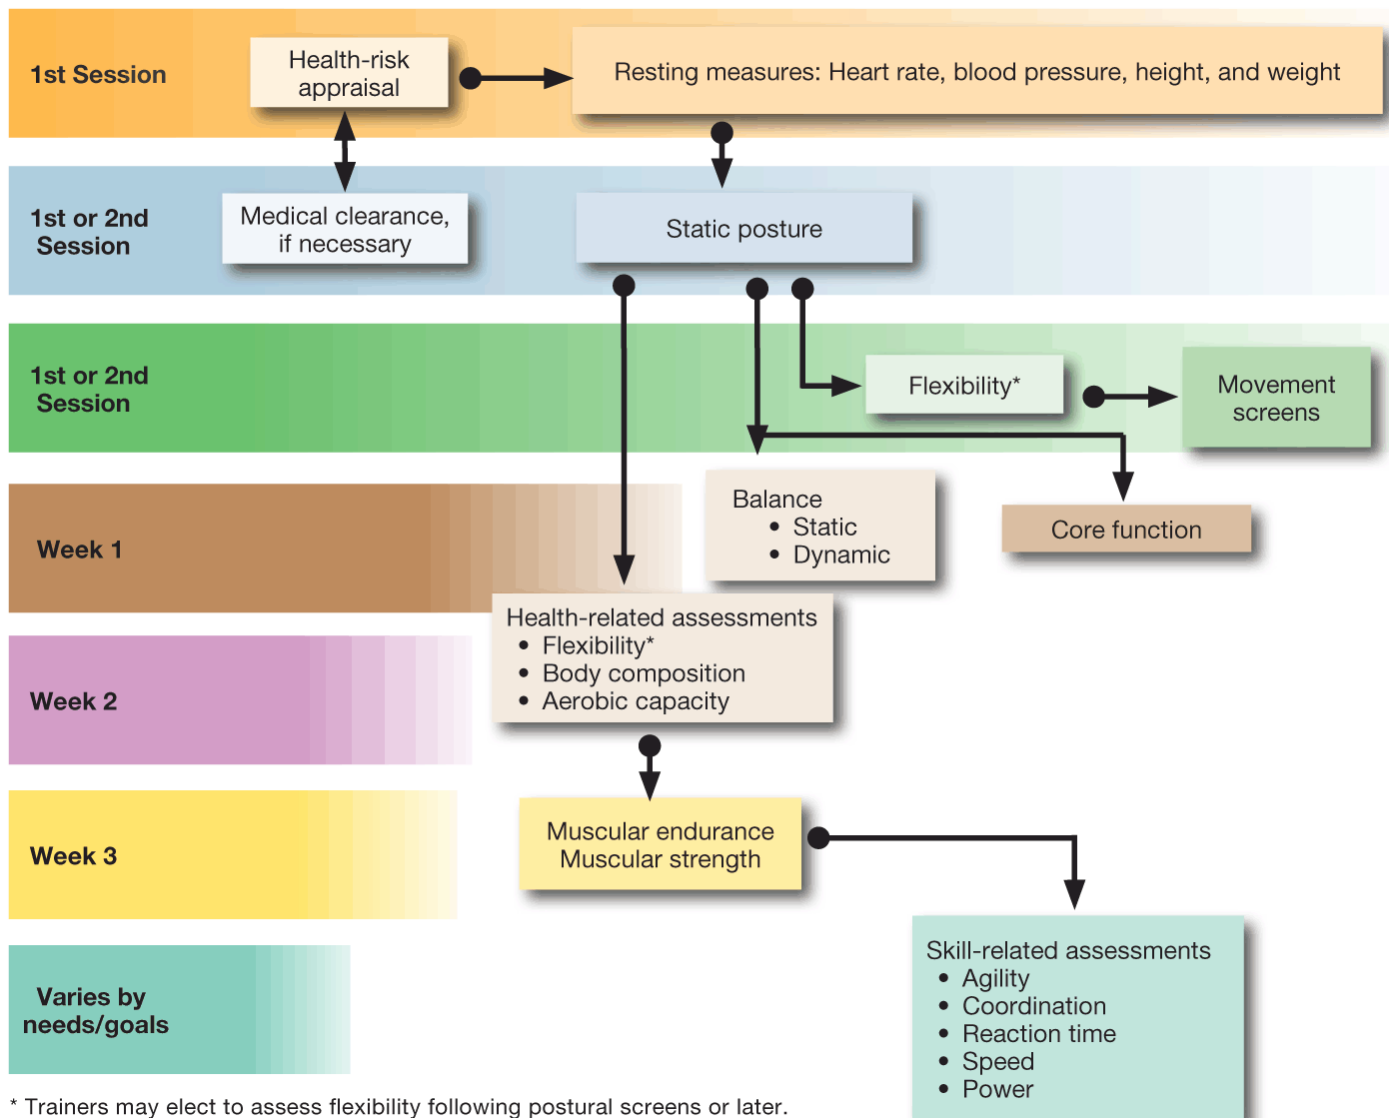 1st Session
Health-risk
appraisal
Resting measures: Heart rate, blood pressure, height, and weight
1st or 2nd
Session
Medical clearance,
if necessary
Static posture
1st or 2nd
Session
Flexibility*
Movement
screens
Week 1
Balance
• Static
• Dynamic
Core function
Health-related assessments
• Flexibility*
• Body composition
• Aerobic capacity
Week 2
Week 3
Muscular endurance
Muscular strength
Varies by
needs/goals
Skill-related assessments
• Agility
• Coordination
• Reaction time
• Speed
• Power
* Trainers may elect to assess flexibility following postural screens or later.